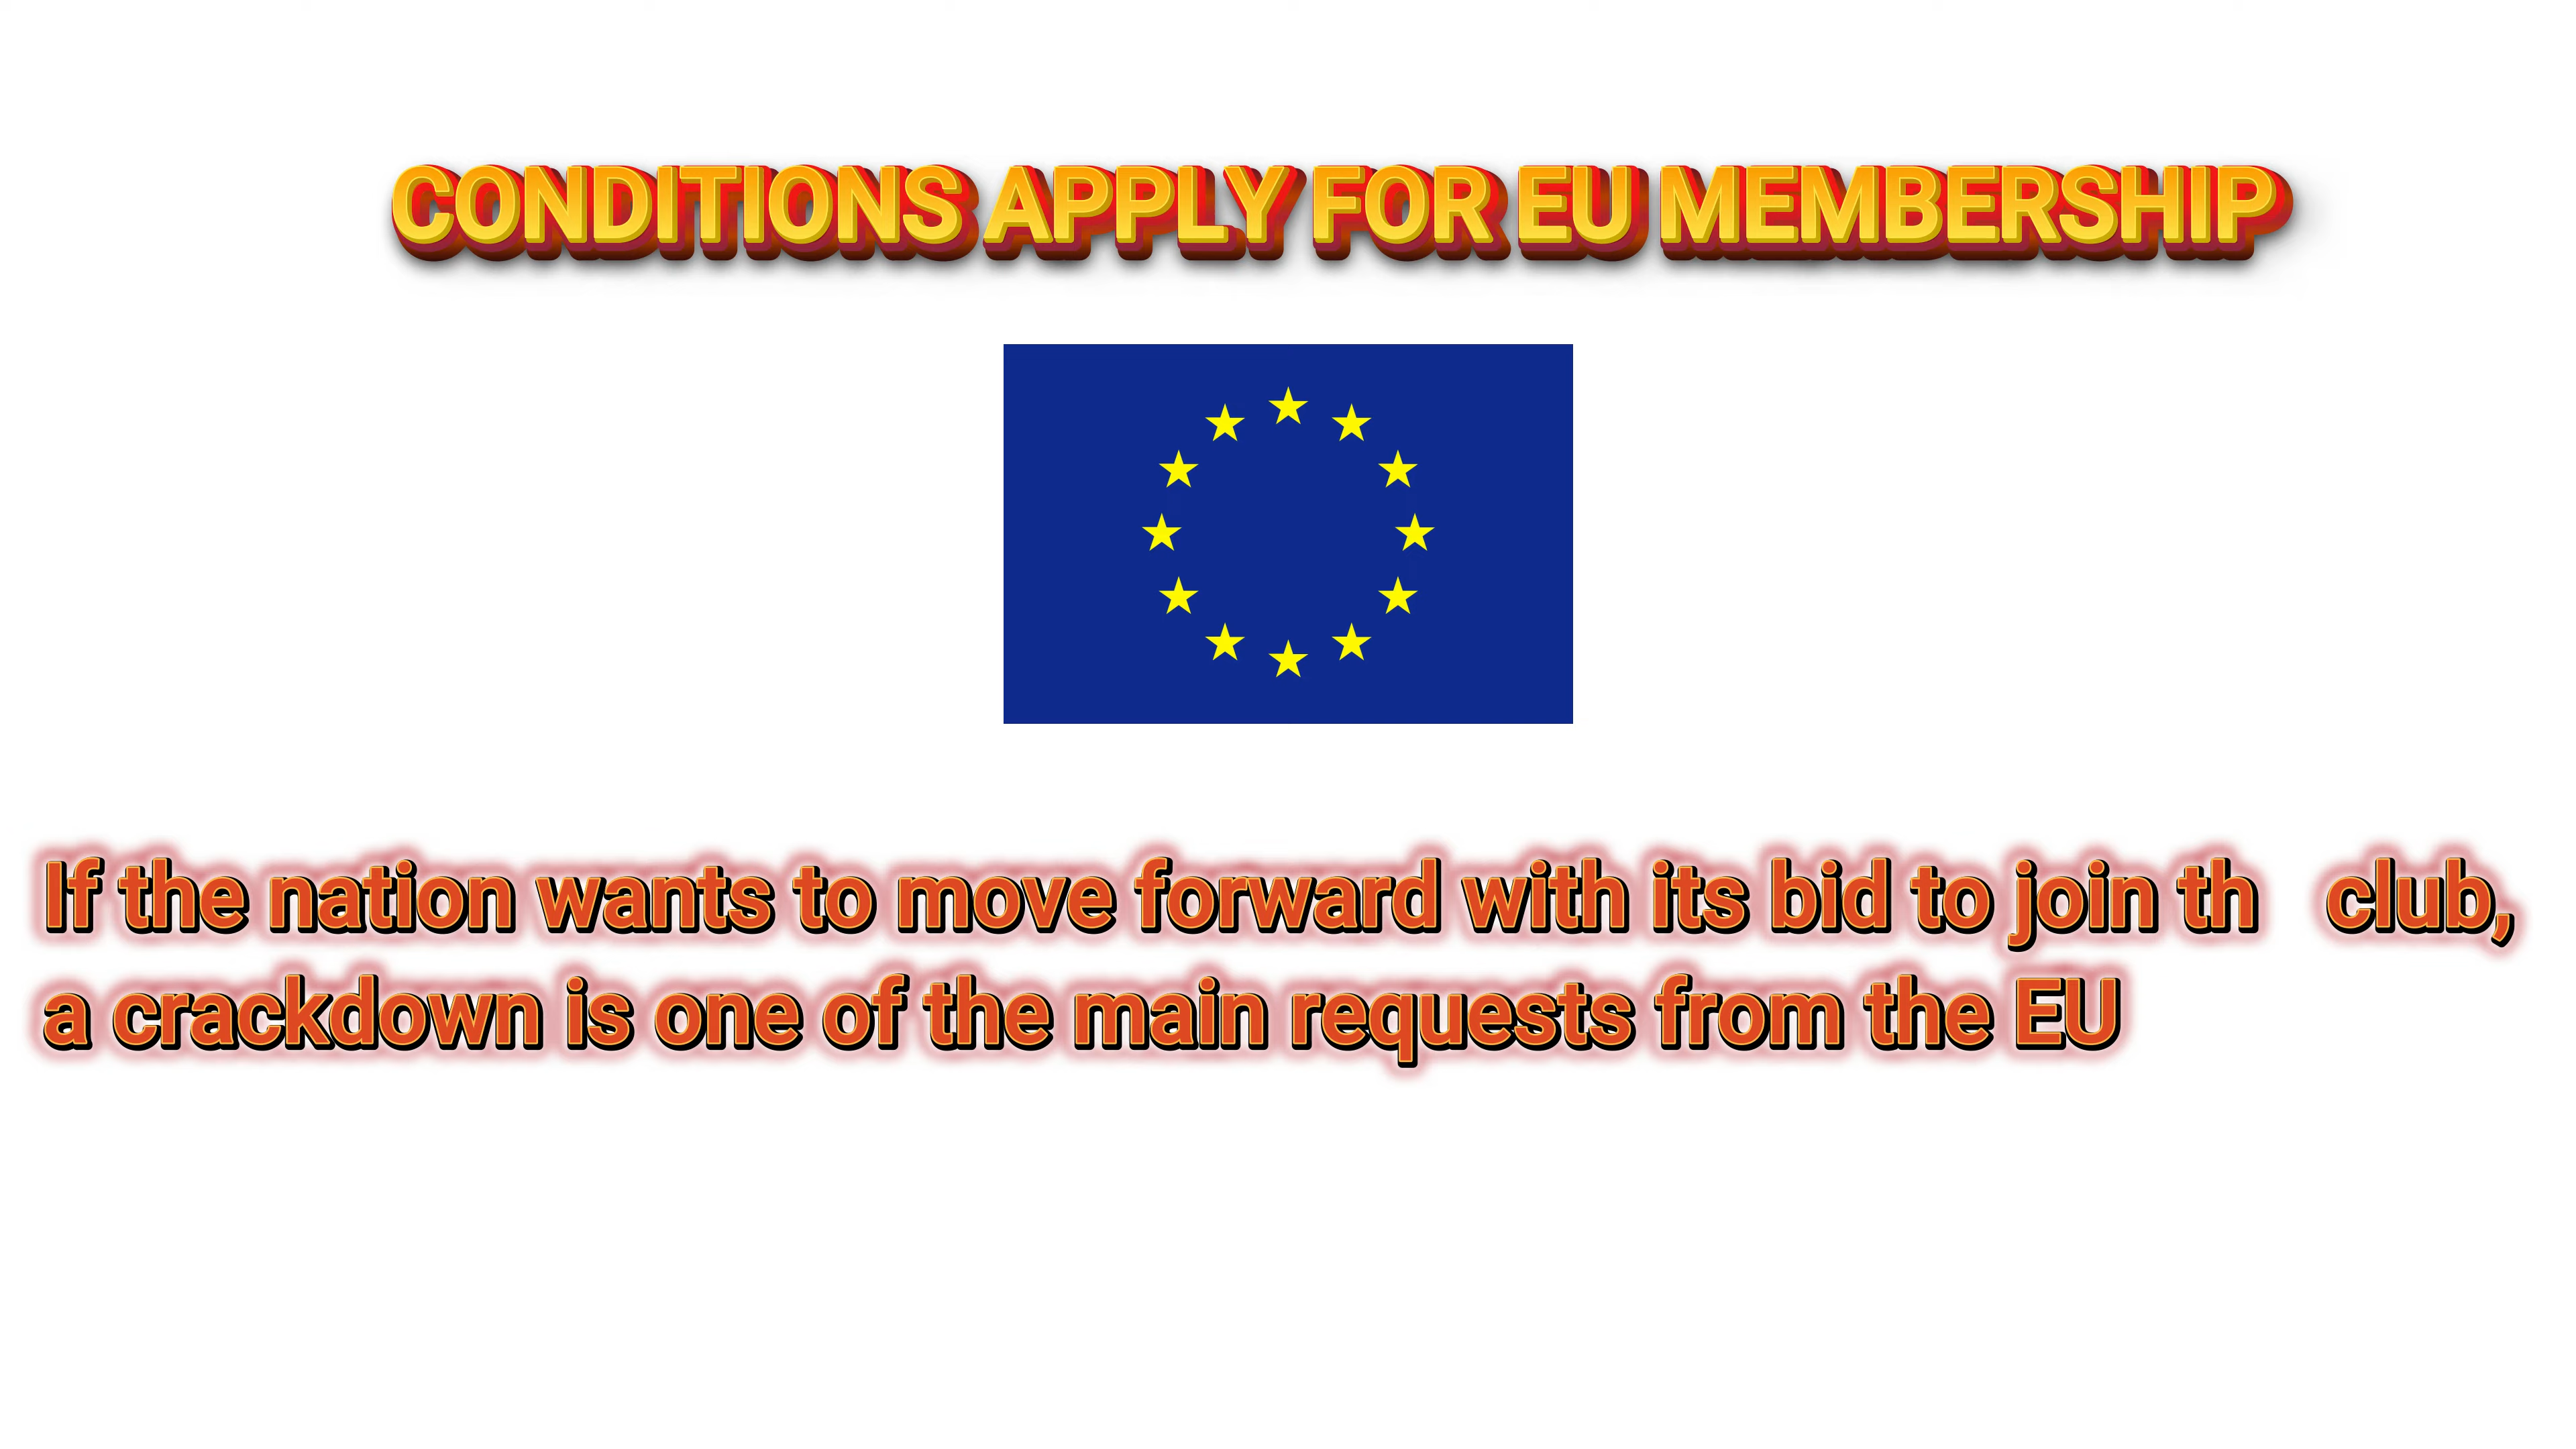 CONDITIONS APPLY FOR EU MEMBERSHIP
If the nation wants to move forward with its bid to join th club,
a crackdown is one of the main requests from the EU